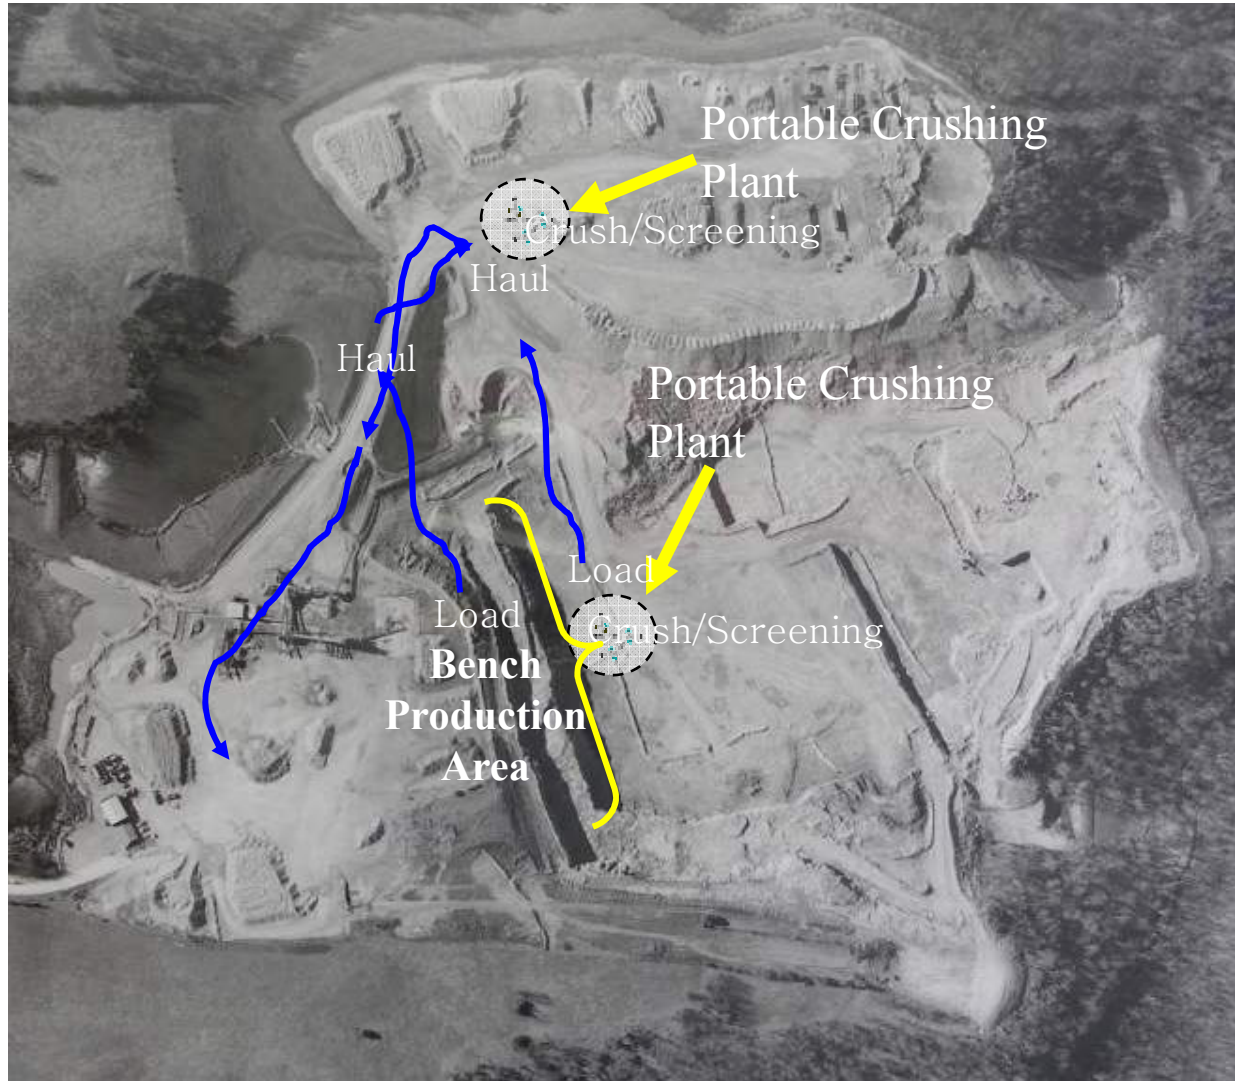 Portable Crushing
Plant
Crush/Screening
Haul
Haul
Portable Crushing
Plant
Load
Load
Crush/Screening
Bench
Production
Area